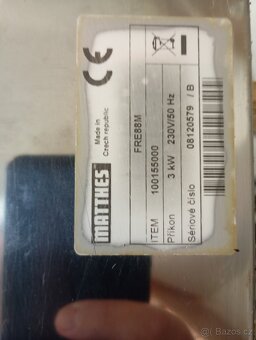 MATTHES
Made in
Czech republic
FRE88M
ITEM 100155000
Příkon 3 kW 230V/50 Hz
Sériové číslo 08120579 / B
CE
Bazoš.cz